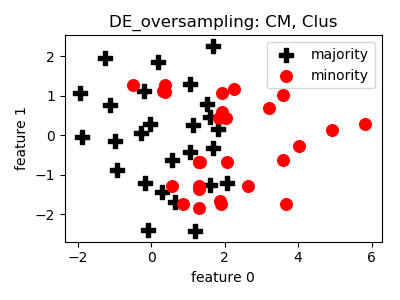 DE_oversampling: CM, Clus
majority
minority
2
1
0
−1
−2
feature 1
−2
0
2
4
6
feature 0